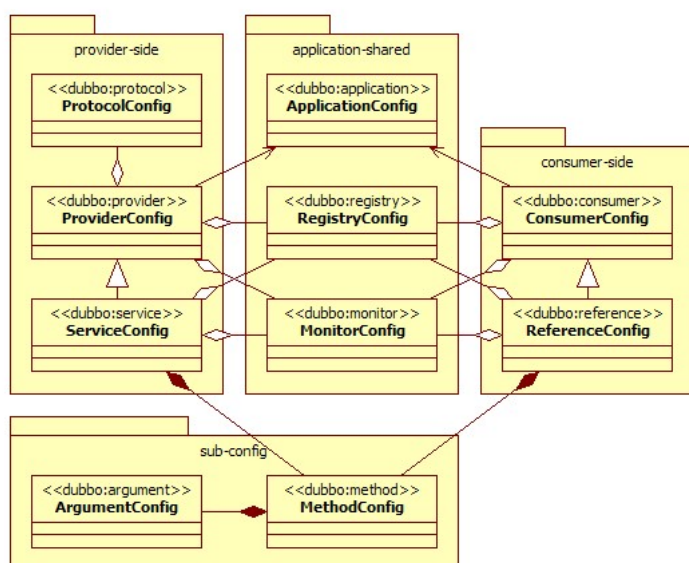 provider-side
application-shared
<<dubbo:protocol>>
ProtocolConfig
<<dubbo:application>>
ApplicationConfig
consumer-side
<<dubbo:provider>>
ProviderConfig
<<dubbo:registry>>
RegistryConfig
<<dubbo:consumer>>
ConsumerConfig
<<dubbo:service>>
ServiceConfig
<<dubbo:monitor>>
MonitorConfig
<<dubbo:reference>>
ReferenceConfig
sub-config
<<dubbo:argument>>
ArgumentConfig
<<dubbo:method>>
MethodConfig